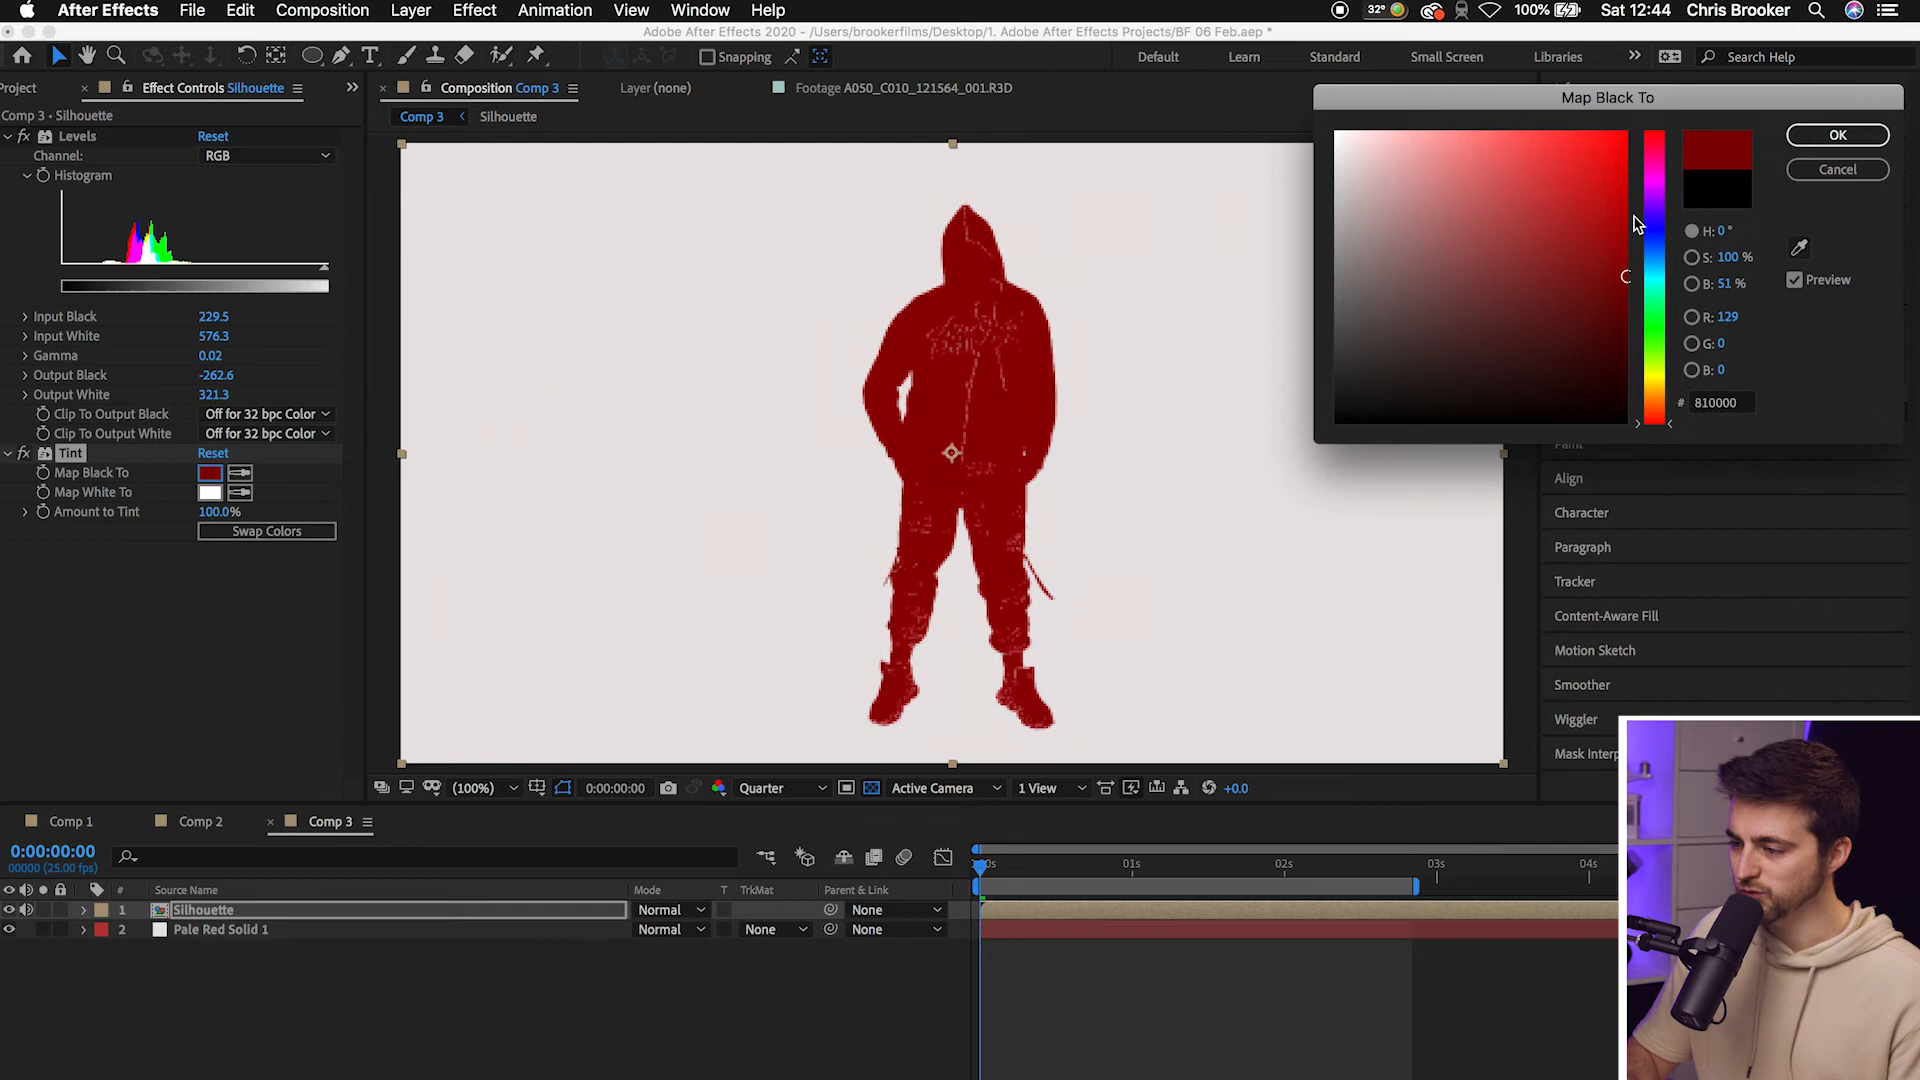 After Effects File Edit Composition Layer Effect Animation View Window Help 32° 100% Sat 12:44 Chris Brooker
Adobe After Effects 2020 - /Users/brookerfilms/Desktop/1. Adobe After Effects Projects/BF 06 Feb.aep *
Snapping Default Learn Standard Small Screen Libraries Search Help
Project Effect Controls Silhouette Composition Comp 3 Layer (none) Footage A050_C010_121564_001.R3D
Comp 3 • Silhouette
Comp 3 Silhouette
Levels Reset
Channel: RGB
Histogram
Input Black 229.5
Input White 576.3
Gamma 0.02
Output Black -262.6
Output White 321.3
Clip To Output Black Off for 32 bpc Color
Clip To Output White Off for 32 bpc Color
Tint Reset
Map Black To
Map White To
Amount to Tint 100.0%
Swap Colors
Map Black To
OK
Cancel
H: 0 °
S: 100 %
B: 51 %
Preview
R: 129
G: 0
B: 0
# 810000
Paint
Align
Character
Paragraph
Tracker
Content-Aware Fill
Motion Sketch
Smoother
Wiggler
Mask Interp
(100%) 0:00:00:00 Quarter Active Camera 1 View +0.0
Comp 1 Comp 2 Comp 3
0:00:00:00
00000 (25.00 fps)
01s 02s 03s 04s
# Source Name Mode T TrkMat Parent & Link
1 Silhouette Normal None
2 Pale Red Solid 1 Normal None None